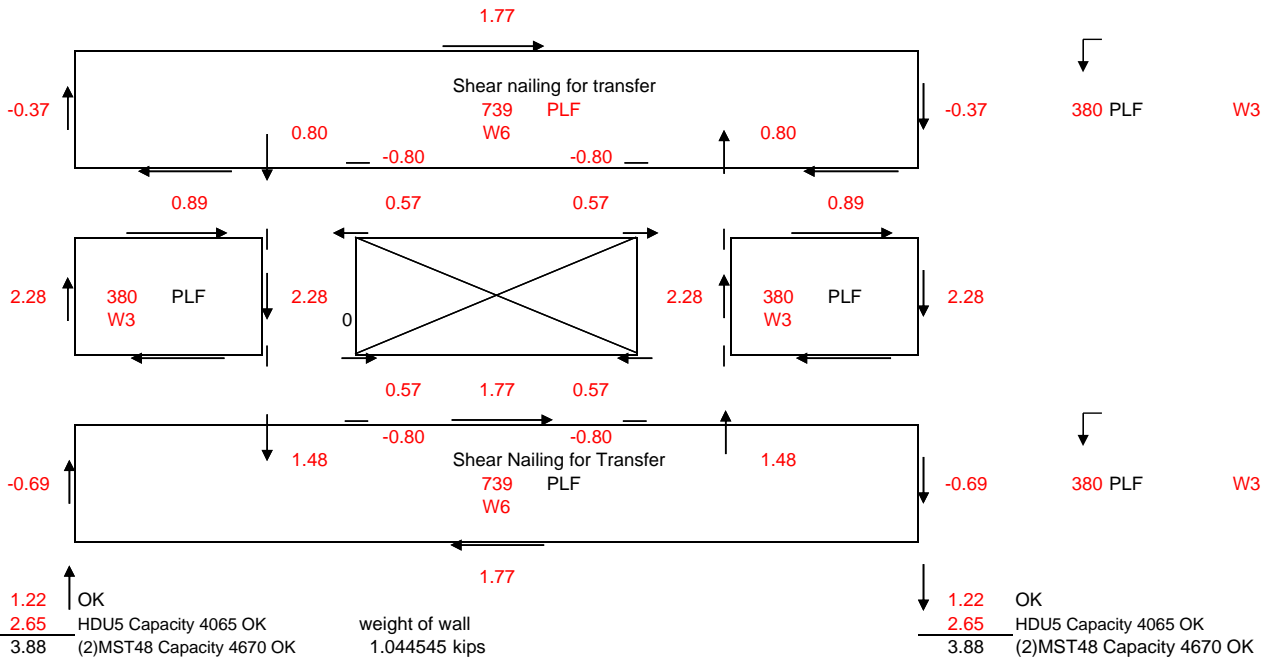 1.77
Shear nailing for transfer
-0.37 739 PLF -0.37 380 PLF W3
W6
0.80 0.80
-0.80 -0.80
0.89 0.57 0.57 0.89
2.28 380 PLF 2.28 2.28 380 PLF 2.28
W3 0 W3
0.57 1.77 0.57
-0.80 -0.80
1.48 Shear Nailing for Transfer 1.48
-0.69 739 PLF -0.69 380 PLF W3
W6
1.77
1.22 OK 1.22 OK
2.65 HDU5 Capacity 4065 OK weight of wall 2.65 HDU5 Capacity 4065 OK
3.88 (2)MST48 Capacity 4670 OK 1.044545 kips 3.88 (2)MST48 Capacity 4670 OK